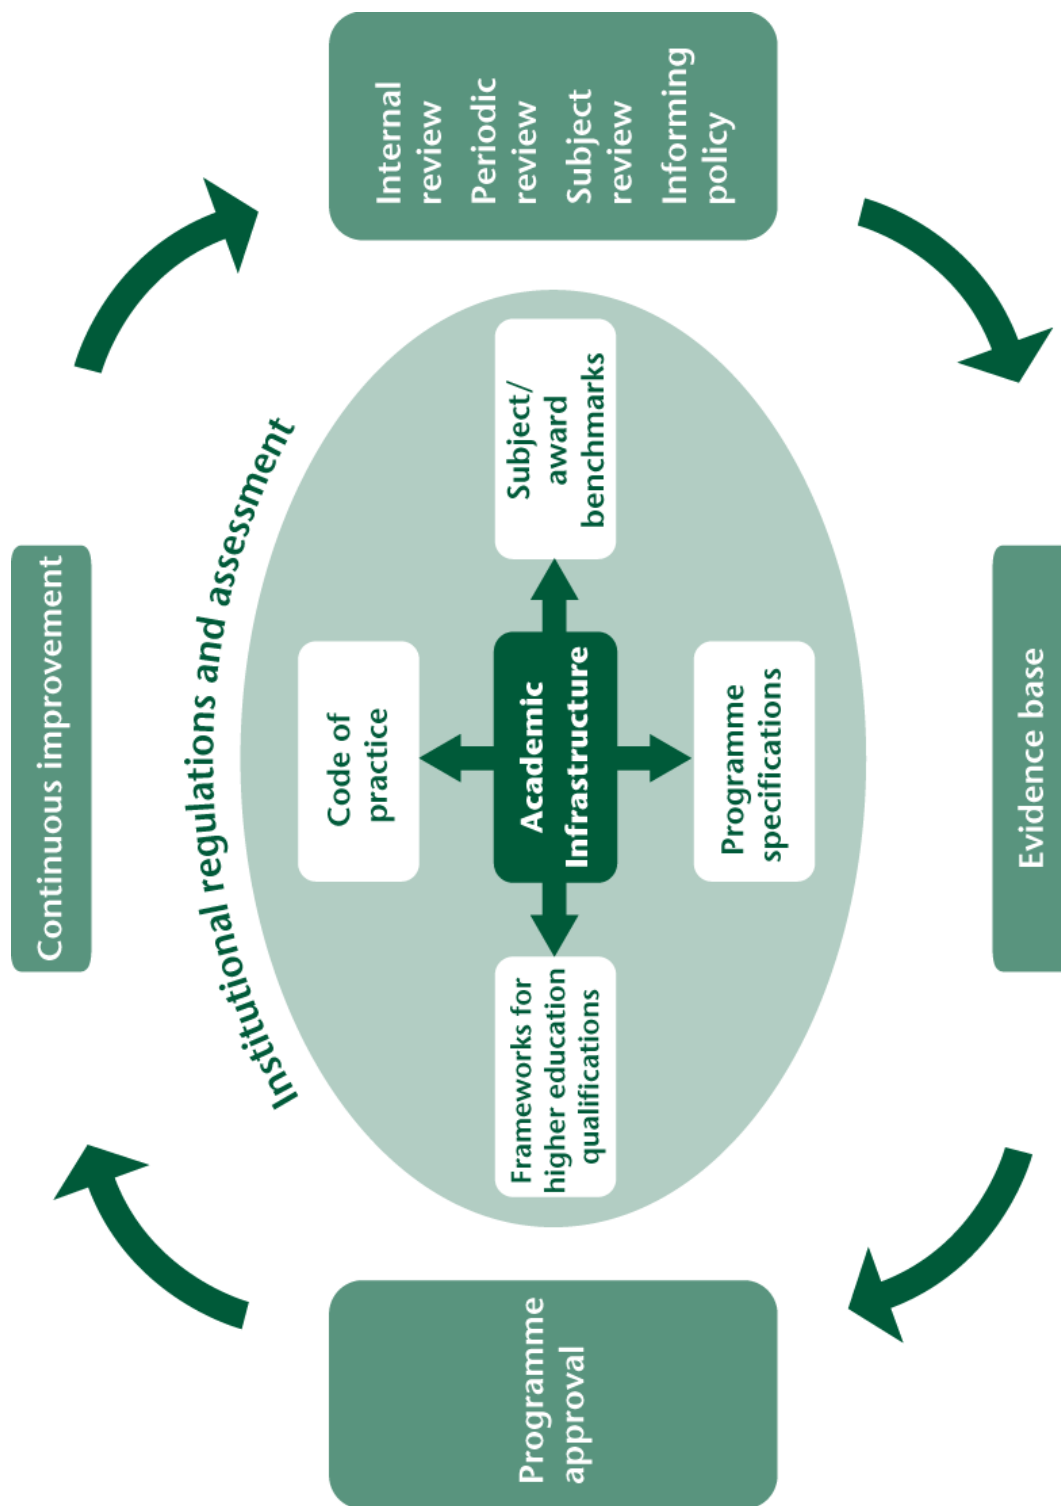 Continuous improvement
Institutional regulations and assessment
Programme
approval
Frameworks for
higher education
qualifications
Code of
practice
Academic
Infrastructure
Programme
specifications
Subject/
award
benchmarks
Internal
review
Periodic
review
Subject
review
Informing
policy
Evidence base